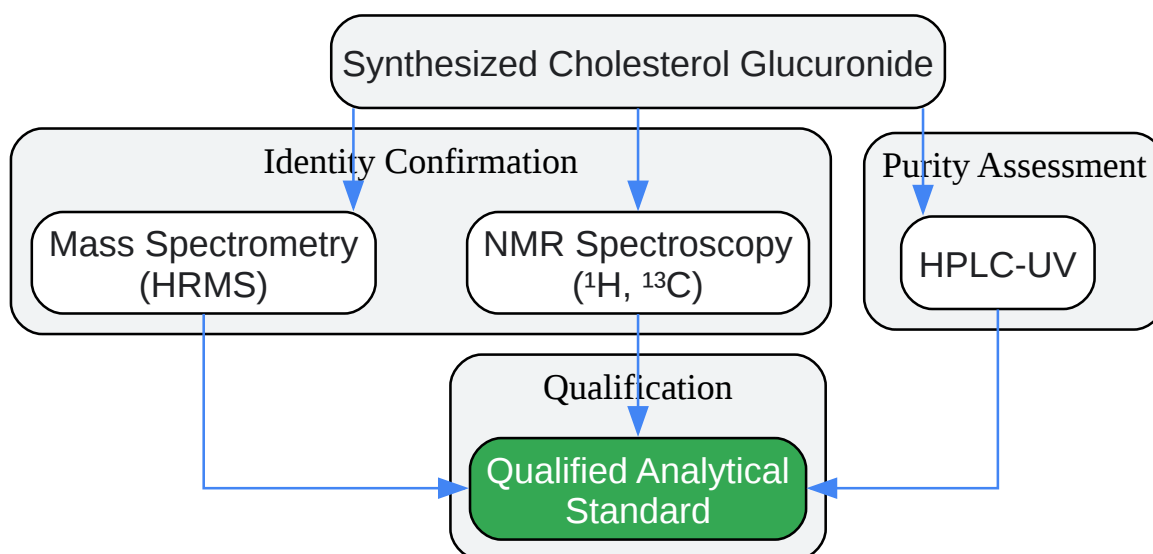 Synthesized Cholesterol Glucuronide
Identity Confirmation
Purity Assessment
Mass Spectrometry
(HRMS)
NMR Spectroscopy
(¹H, ¹³C)
HPLC-UV
Qualification
Qualified Analytical
Standard